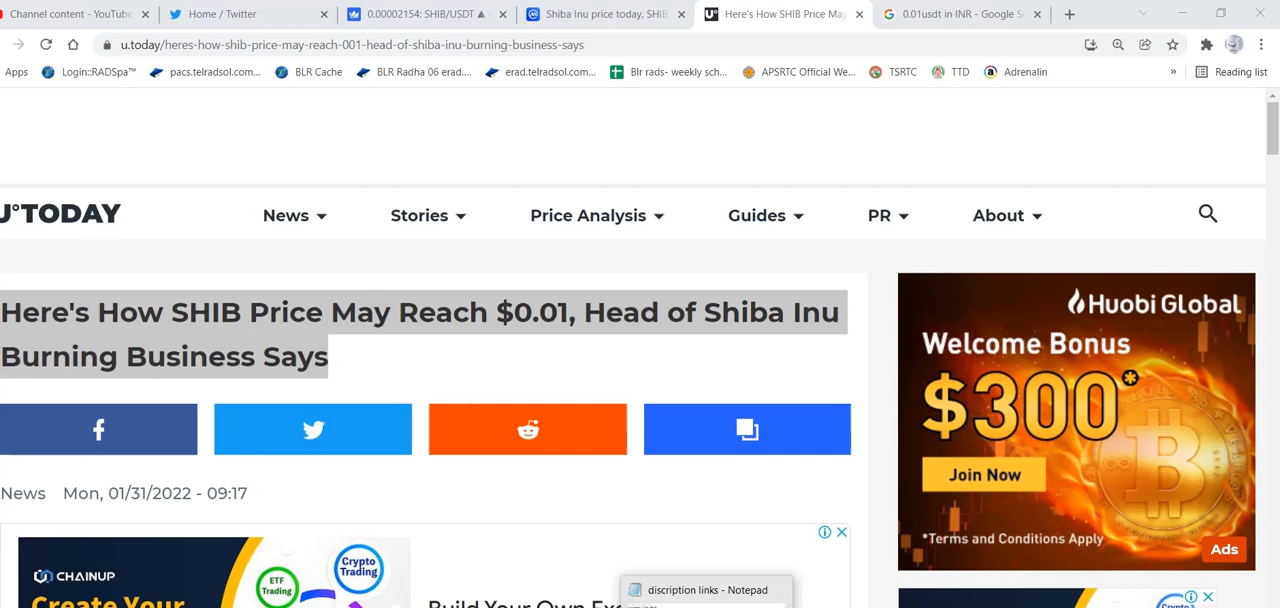 Channel content - YouTube
Home / Twitter
0.00002154: SHIB/USDT ▲
Shiba Inu price today, SHIB
Here's How SHIB Price May
0.01usdt in INR - Google Se
u.today/heres-how-shib-price-may-reach-001-head-of-shiba-inu-burning-business-says
Apps
Login::RADSpa™
pacs.telradsol.com...
BLR Cache
BLR Radha 06 erad....
erad.telradsol.com...
Blr rads- weekly sch...
APSRTC Official We...
TSRTC
TTD
Adrenalin
»
Reading list
U°TODAY
News
Stories
Price Analysis
Guides
PR
About
Here's How SHIB Price May Reach $0.01, Head of Shiba Inu
Burning Business Says
News Mon, 01/31/2022 - 09:17
Huobi Global
Welcome Bonus
$300*
Join Now
*Terms and Conditions Apply
Ads
CHAINUP
Create Your
ETF
Trading
Crypto
Trading
discription links - Notepad